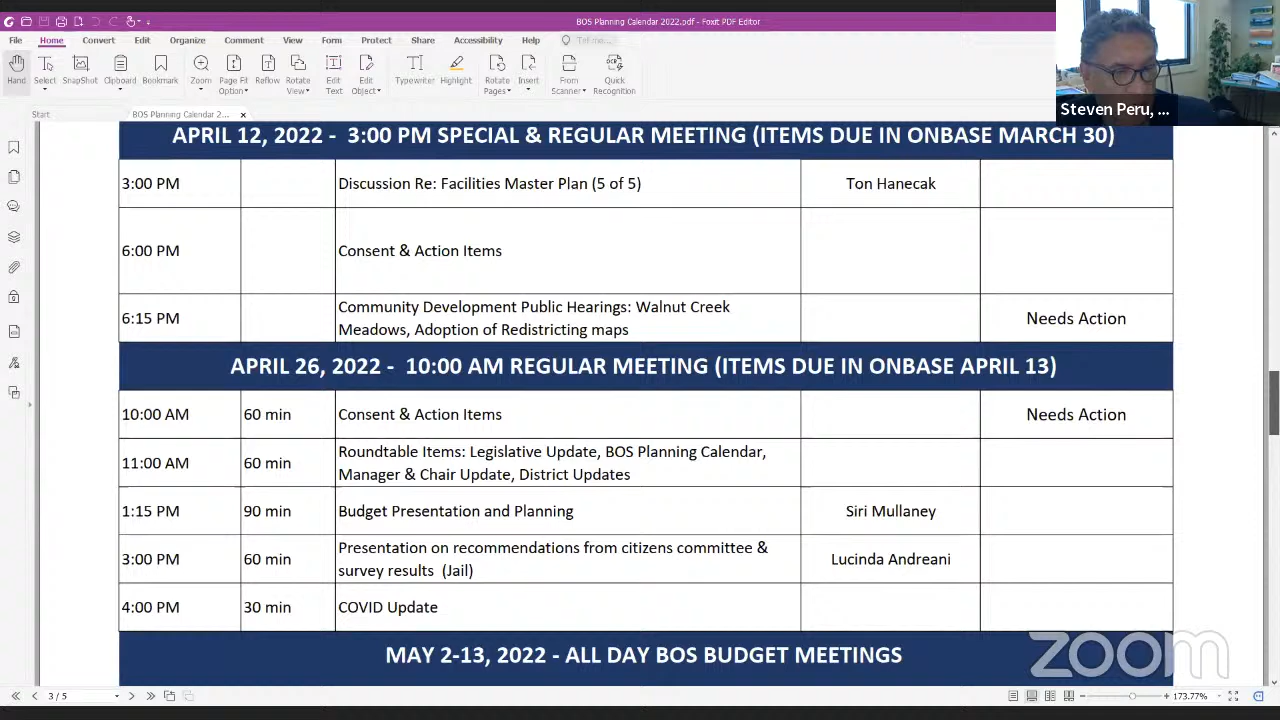 BOS Planning Calendar 2022.pdf - Foxit PDF Editor
File Home Convert Edit Organize Comment View Form Protect Share Accessibility Help Tell me...
Hand Select SnapShot Clipboard Bookmark Zoom Page Fit Option Reflow Rotate View Edit Text Edit Object Typewriter Highlight Rotate Pages Insert From Scanner Quick Recognition
Steven Peru, ...
Start BOS Planning Calendar 2... ×
APRIL 12, 2022 - 3:00 PM SPECIAL & REGULAR MEETING (ITEMS DUE IN ONBASE MARCH 30)
3:00 PM Discussion Re: Facilities Master Plan (5 of 5) Ton Hanecak
6:00 PM Consent & Action Items
6:15 PM Community Development Public Hearings: Walnut Creek
Meadows, Adoption of Redistricting maps Needs Action
APRIL 26, 2022 - 10:00 AM REGULAR MEETING (ITEMS DUE IN ONBASE APRIL 13)
10:00 AM 60 min Consent & Action Items Needs Action
11:00 AM 60 min Roundtable Items: Legislative Update, BOS Planning Calendar,
Manager & Chair Update, District Updates
1:15 PM 90 min Budget Presentation and Planning Siri Mullaney
3:00 PM 60 min Presentation on recommendations from citizens committee &
survey results (Jail) Lucinda Andreani
4:00 PM 30 min COVID Update
MAY 2-13, 2022 - ALL DAY BOS BUDGET MEETINGS
zoom
3 / 5 173.77%